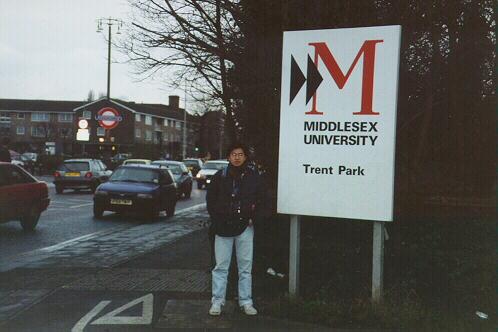 M
MIDDLESEX
UNIVERSITY
Trent Park